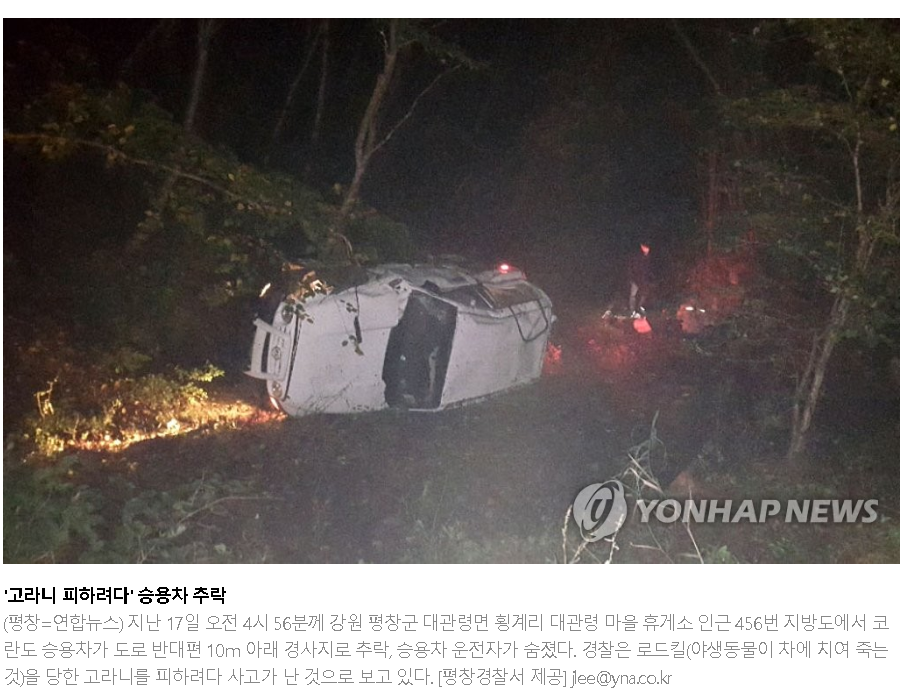 YONHAP NEWS
'고라니 피하려다' 승용차 추락
(평창=연합뉴스) 지난 17일 오전 4시 56분께 강원 평창군 대관령면 횡계리 대관령 마을 휴게소 인근 456번 지방도에서 코
란도 승용차가 도로 반대편 10m 아래 경사지로 추락, 승용차 운전자가 숨졌다. 경찰은 로드킬(야생동물이 차에 치여 죽는
것)을 당한 고라니를 피하려다 사고가 난 것으로 보고 있다. [평창경찰서 제공] jlee@yna.co.kr